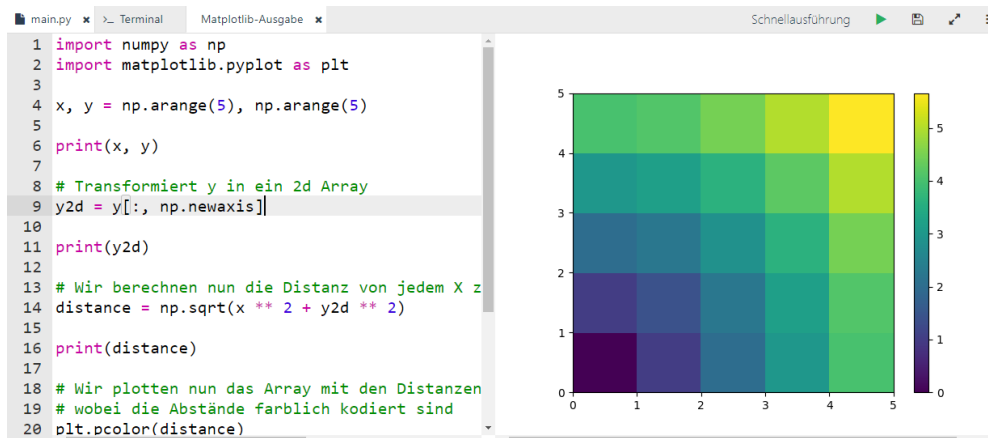 main.py × >_ Terminal Matplotlib-Ausgabe × Schnellausführung
1 import numpy as np
2 import matplotlib.pyplot as plt
3
4 x, y = np.arange(5), np.arange(5)
5
6 print(x, y)
7
8 # Transformiert y in ein 2d Array
9 y2d = y[:, np.newaxis]
10
11 print(y2d)
12
13 # Wir berechnen nun die Distanz von jedem X z
14 distance = np.sqrt(x ** 2 + y2d ** 2)
15
16 print(distance)
17
18 # Wir plotten nun das Array mit den Distanzen
19 # wobei die Abstände farblich kodiert sind
20 plt.pcolor(distance)
5
4
3
2
1
0
0 1 2 3 4 5
5
4
3
2
1
0